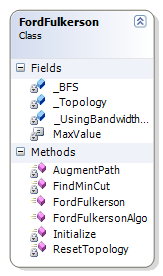 FordFulkerson
Class
Fields
_BFS
_Topology
_UsingBandwidth...
MaxValue
Methods
AugmentPath
FindMinCut
FordFulkerson
FordFulkersonAlgo
Initialize
ResetTopology